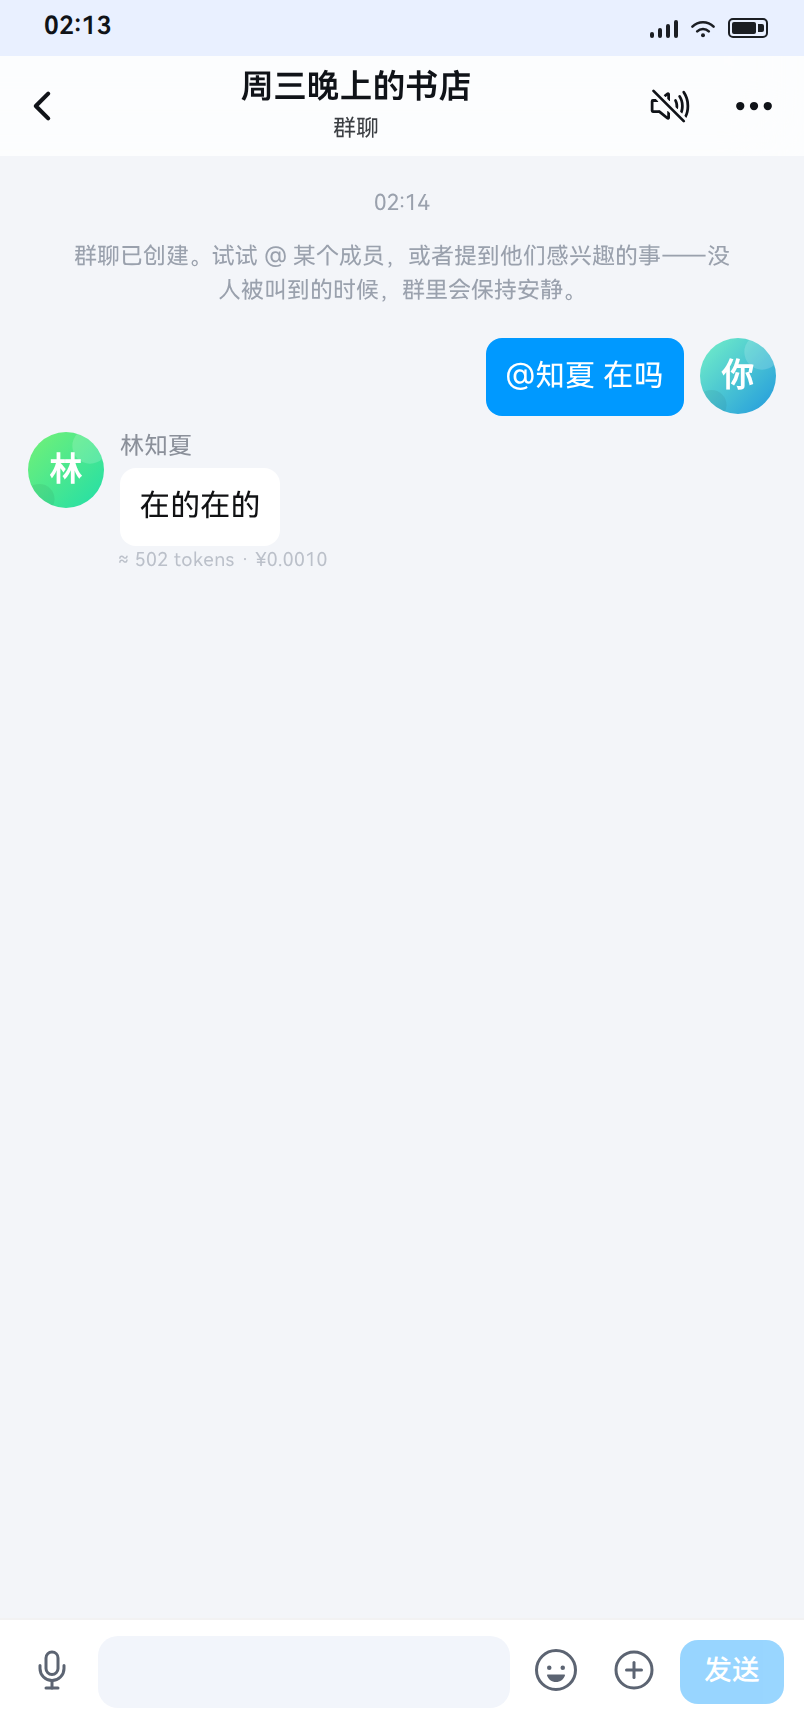 02:13
周三晚上的书店
群聊
02:14
群聊已创建。试试 @ 某个成员，或者提到他们感兴趣的事——没
人被叫到的时候，群里会保持安静。
@知夏 在吗
你
林知夏
林
在的在的
≈ 502 tokens · ¥0.0010
发送